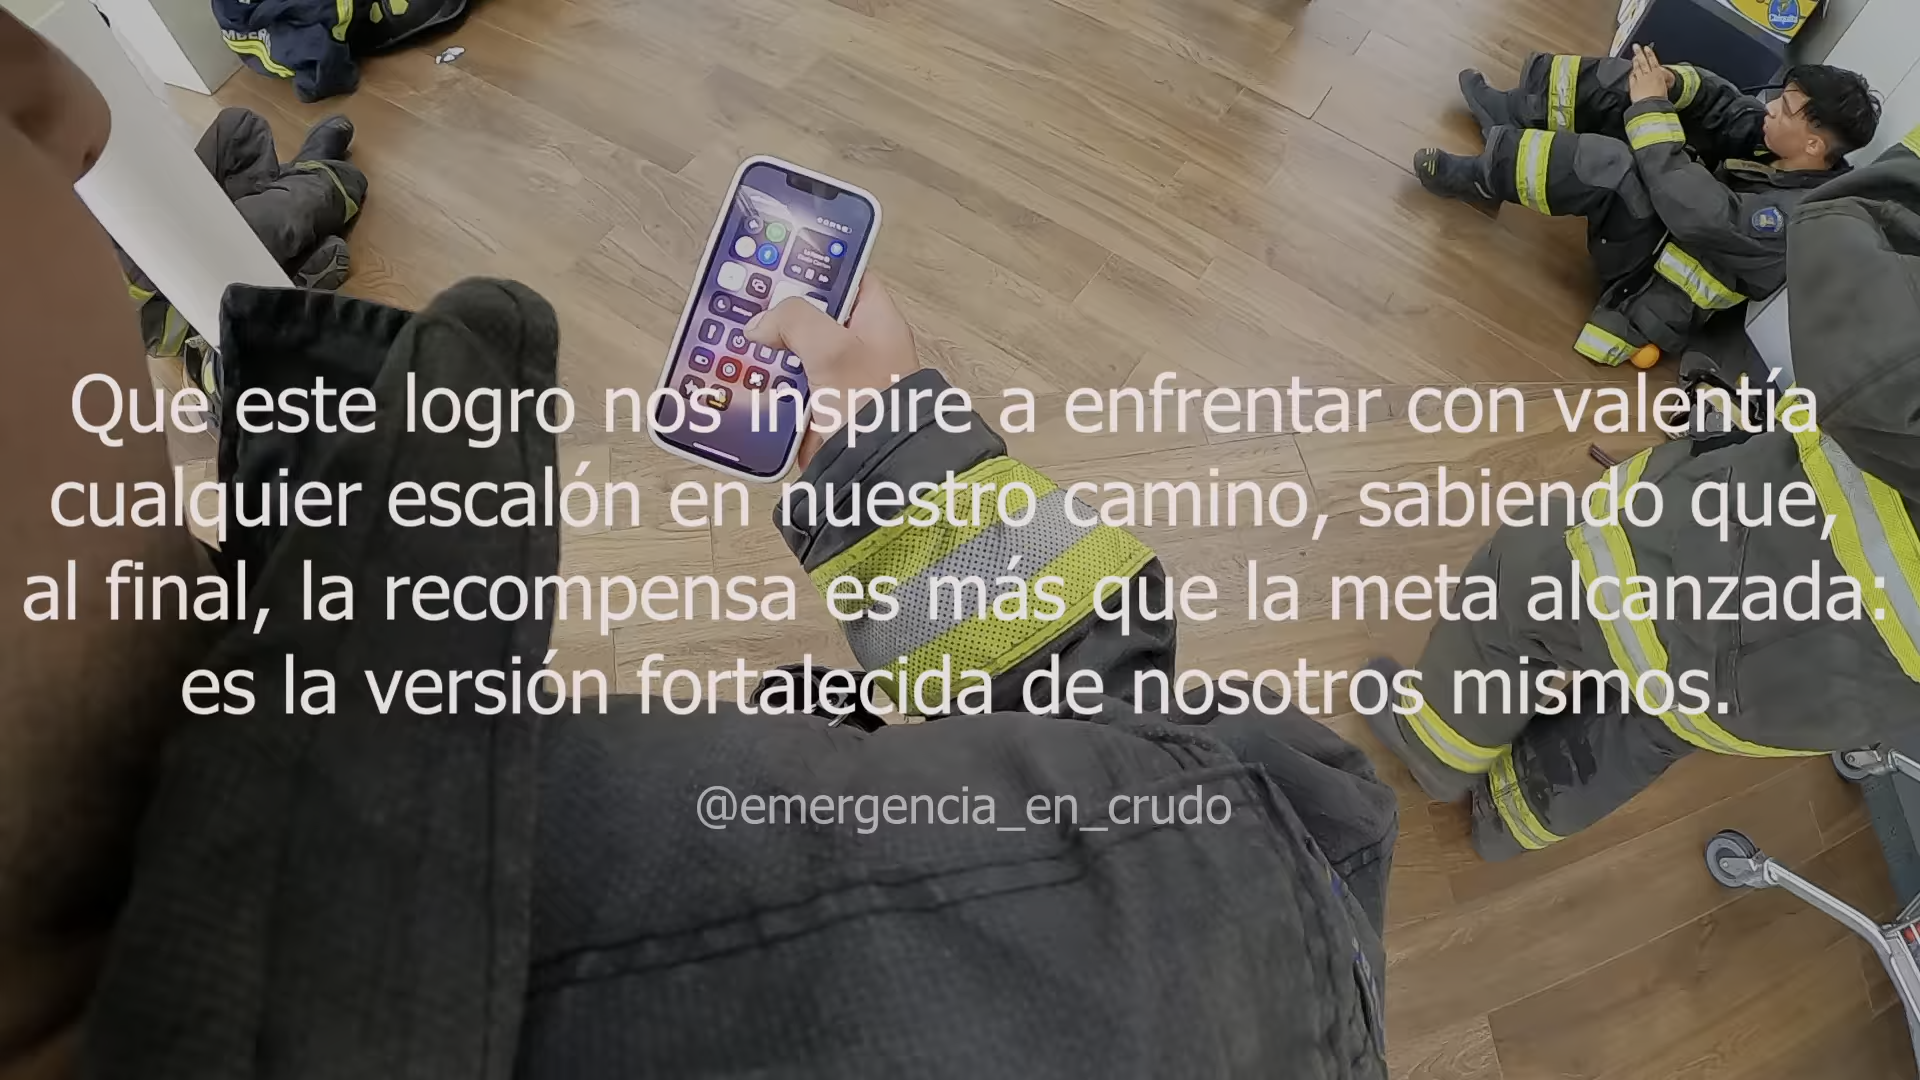 Que este logro nos inspire a enfrentar con valentía
cualquier escalón en nuestro camino, sabiendo que,
al final, la recompensa es más que la meta alcanzada:
es la versión fortalecida de nosotros mismos.
@emergencia_en_crudo
Chiquita